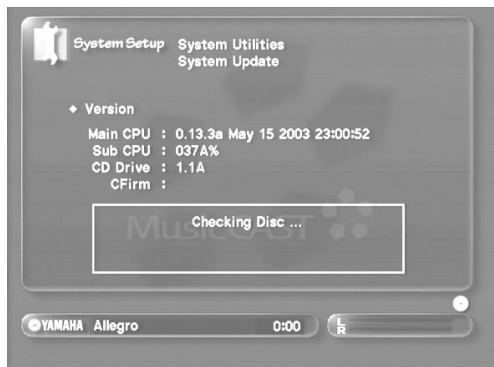 System Setup System Utilities
System Update
◆ Version
Main CPU : 0.13.3a May 15 2003 23:00:52
Sub CPU : 037A%
CD Drive : 1.1A
CFirm :
Checking Disc ...
MusicCAST
YAMAHA Allegro 0:00 L
R